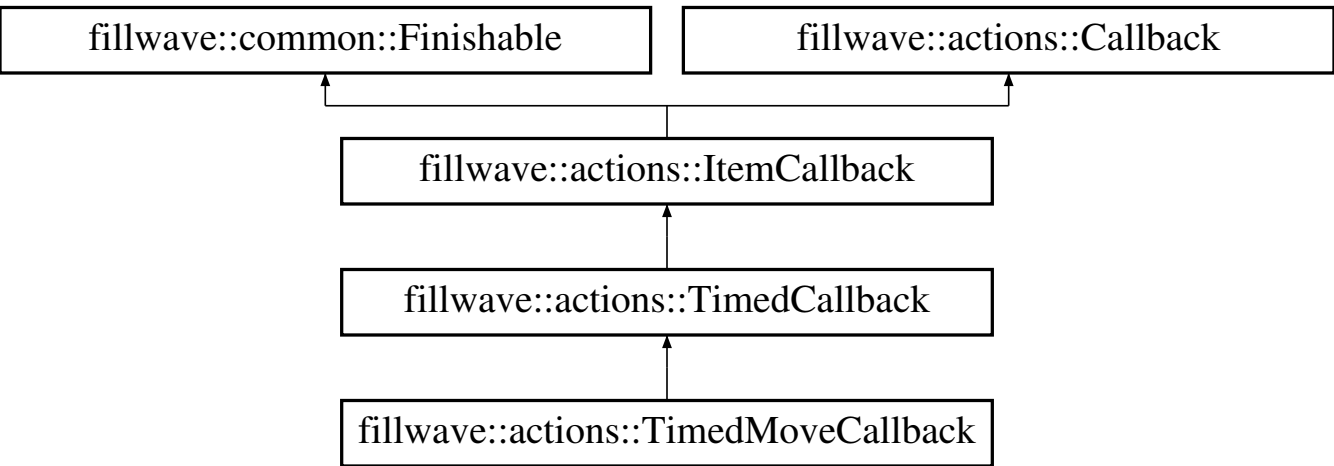 fillwave::common::Finishable
fillwave::actions::Callback
fillwave::actions::ItemCallback
fillwave::actions::TimedCallback
fillwave::actions::TimedMoveCallback